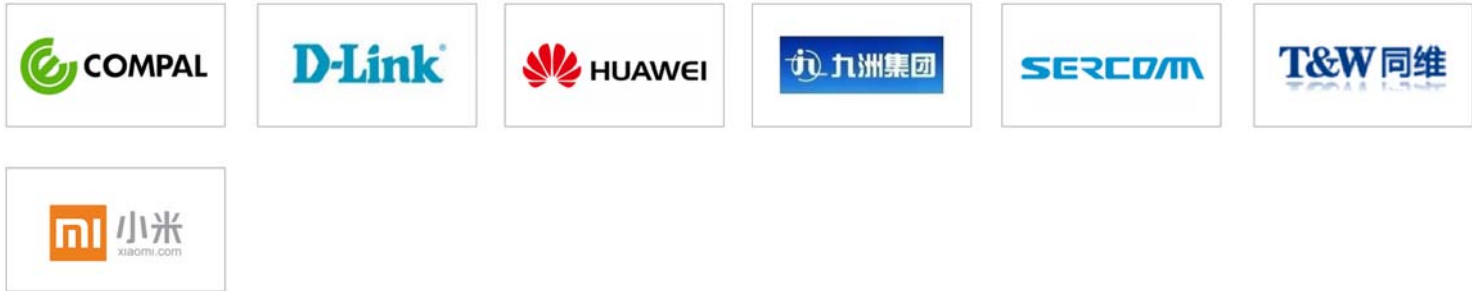 COMPAL
D-Link
HUAWEI
九洲集团
SERCOMM
T&W 同维
mi 小米
xiaomi.com